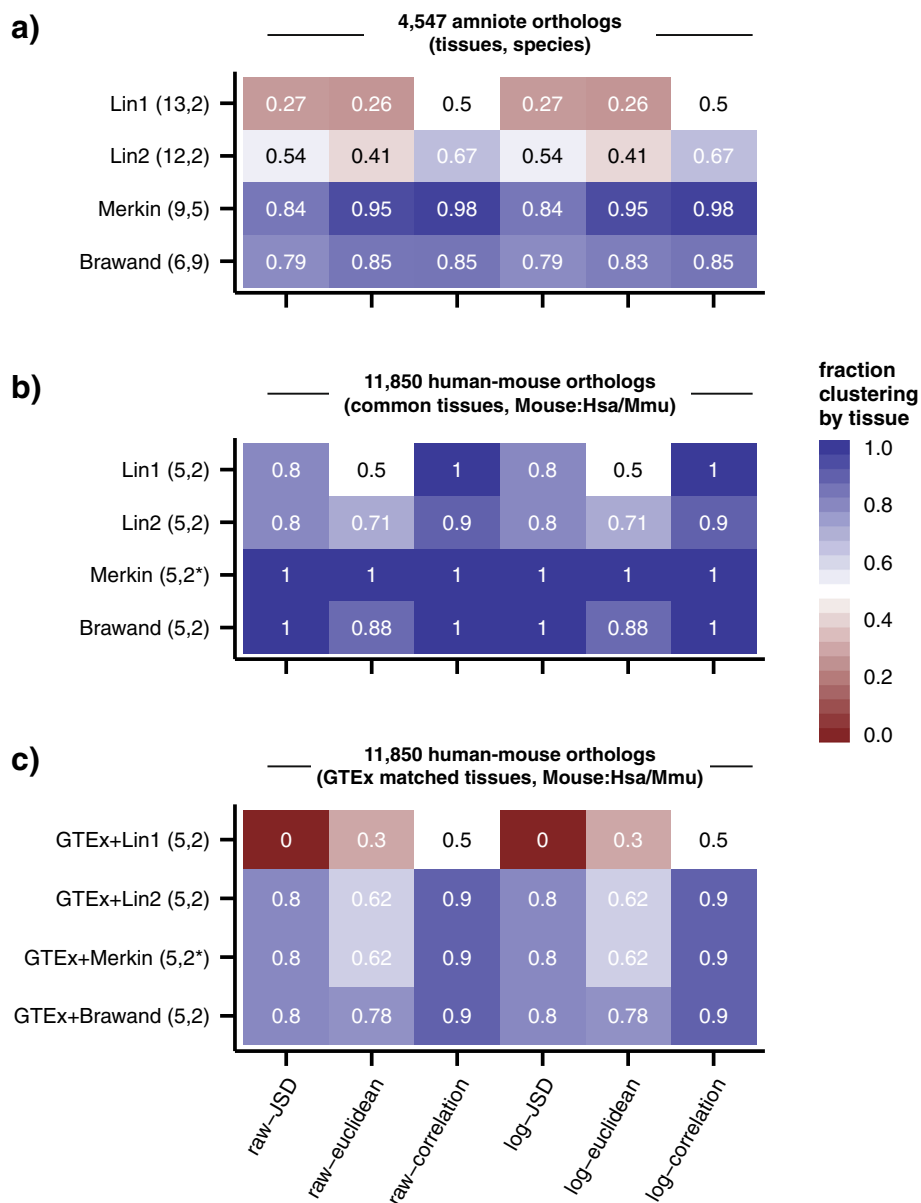 a)
4,547 amniote orthologs
(tissues, species)
Lin1 (13,2) 0.27 0.26 0.5 0.27 0.26 0.5
Lin2 (12,2) 0.54 0.41 0.67 0.54 0.41 0.67
Merkin (9,5) 0.84 0.95 0.98 0.84 0.95 0.98
Brawand (6,9) 0.79 0.85 0.85 0.79 0.83 0.85
b)
11,850 human-mouse orthologs
(common tissues, Mouse:Hsa/Mmu)
Lin1 (5,2) 0.8 0.5 1 0.8 0.5 1
Lin2 (5,2) 0.8 0.71 0.9 0.8 0.71 0.9
Merkin (5,2*) 1 1 1 1 1 1
Brawand (5,2) 1 0.88 1 1 0.88 1
fraction
clustering
by tissue
1.0
0.8
0.6
0.4
0.2
0.0
c)
11,850 human-mouse orthologs
(GTEx matched tissues, Mouse:Hsa/Mmu)
GTEx+Lin1 (5,2) 0 0.3 0.5 0 0.3 0.5
GTEx+Lin2 (5,2) 0.8 0.62 0.9 0.8 0.62 0.9
GTEx+Merkin (5,2*) 0.8 0.62 0.9 0.8 0.62 0.9
GTEx+Brawand (5,2) 0.8 0.78 0.9 0.8 0.78 0.9
raw−JSD
raw−euclidean
raw−correlation
log−JSD
log−euclidean
log−correlation